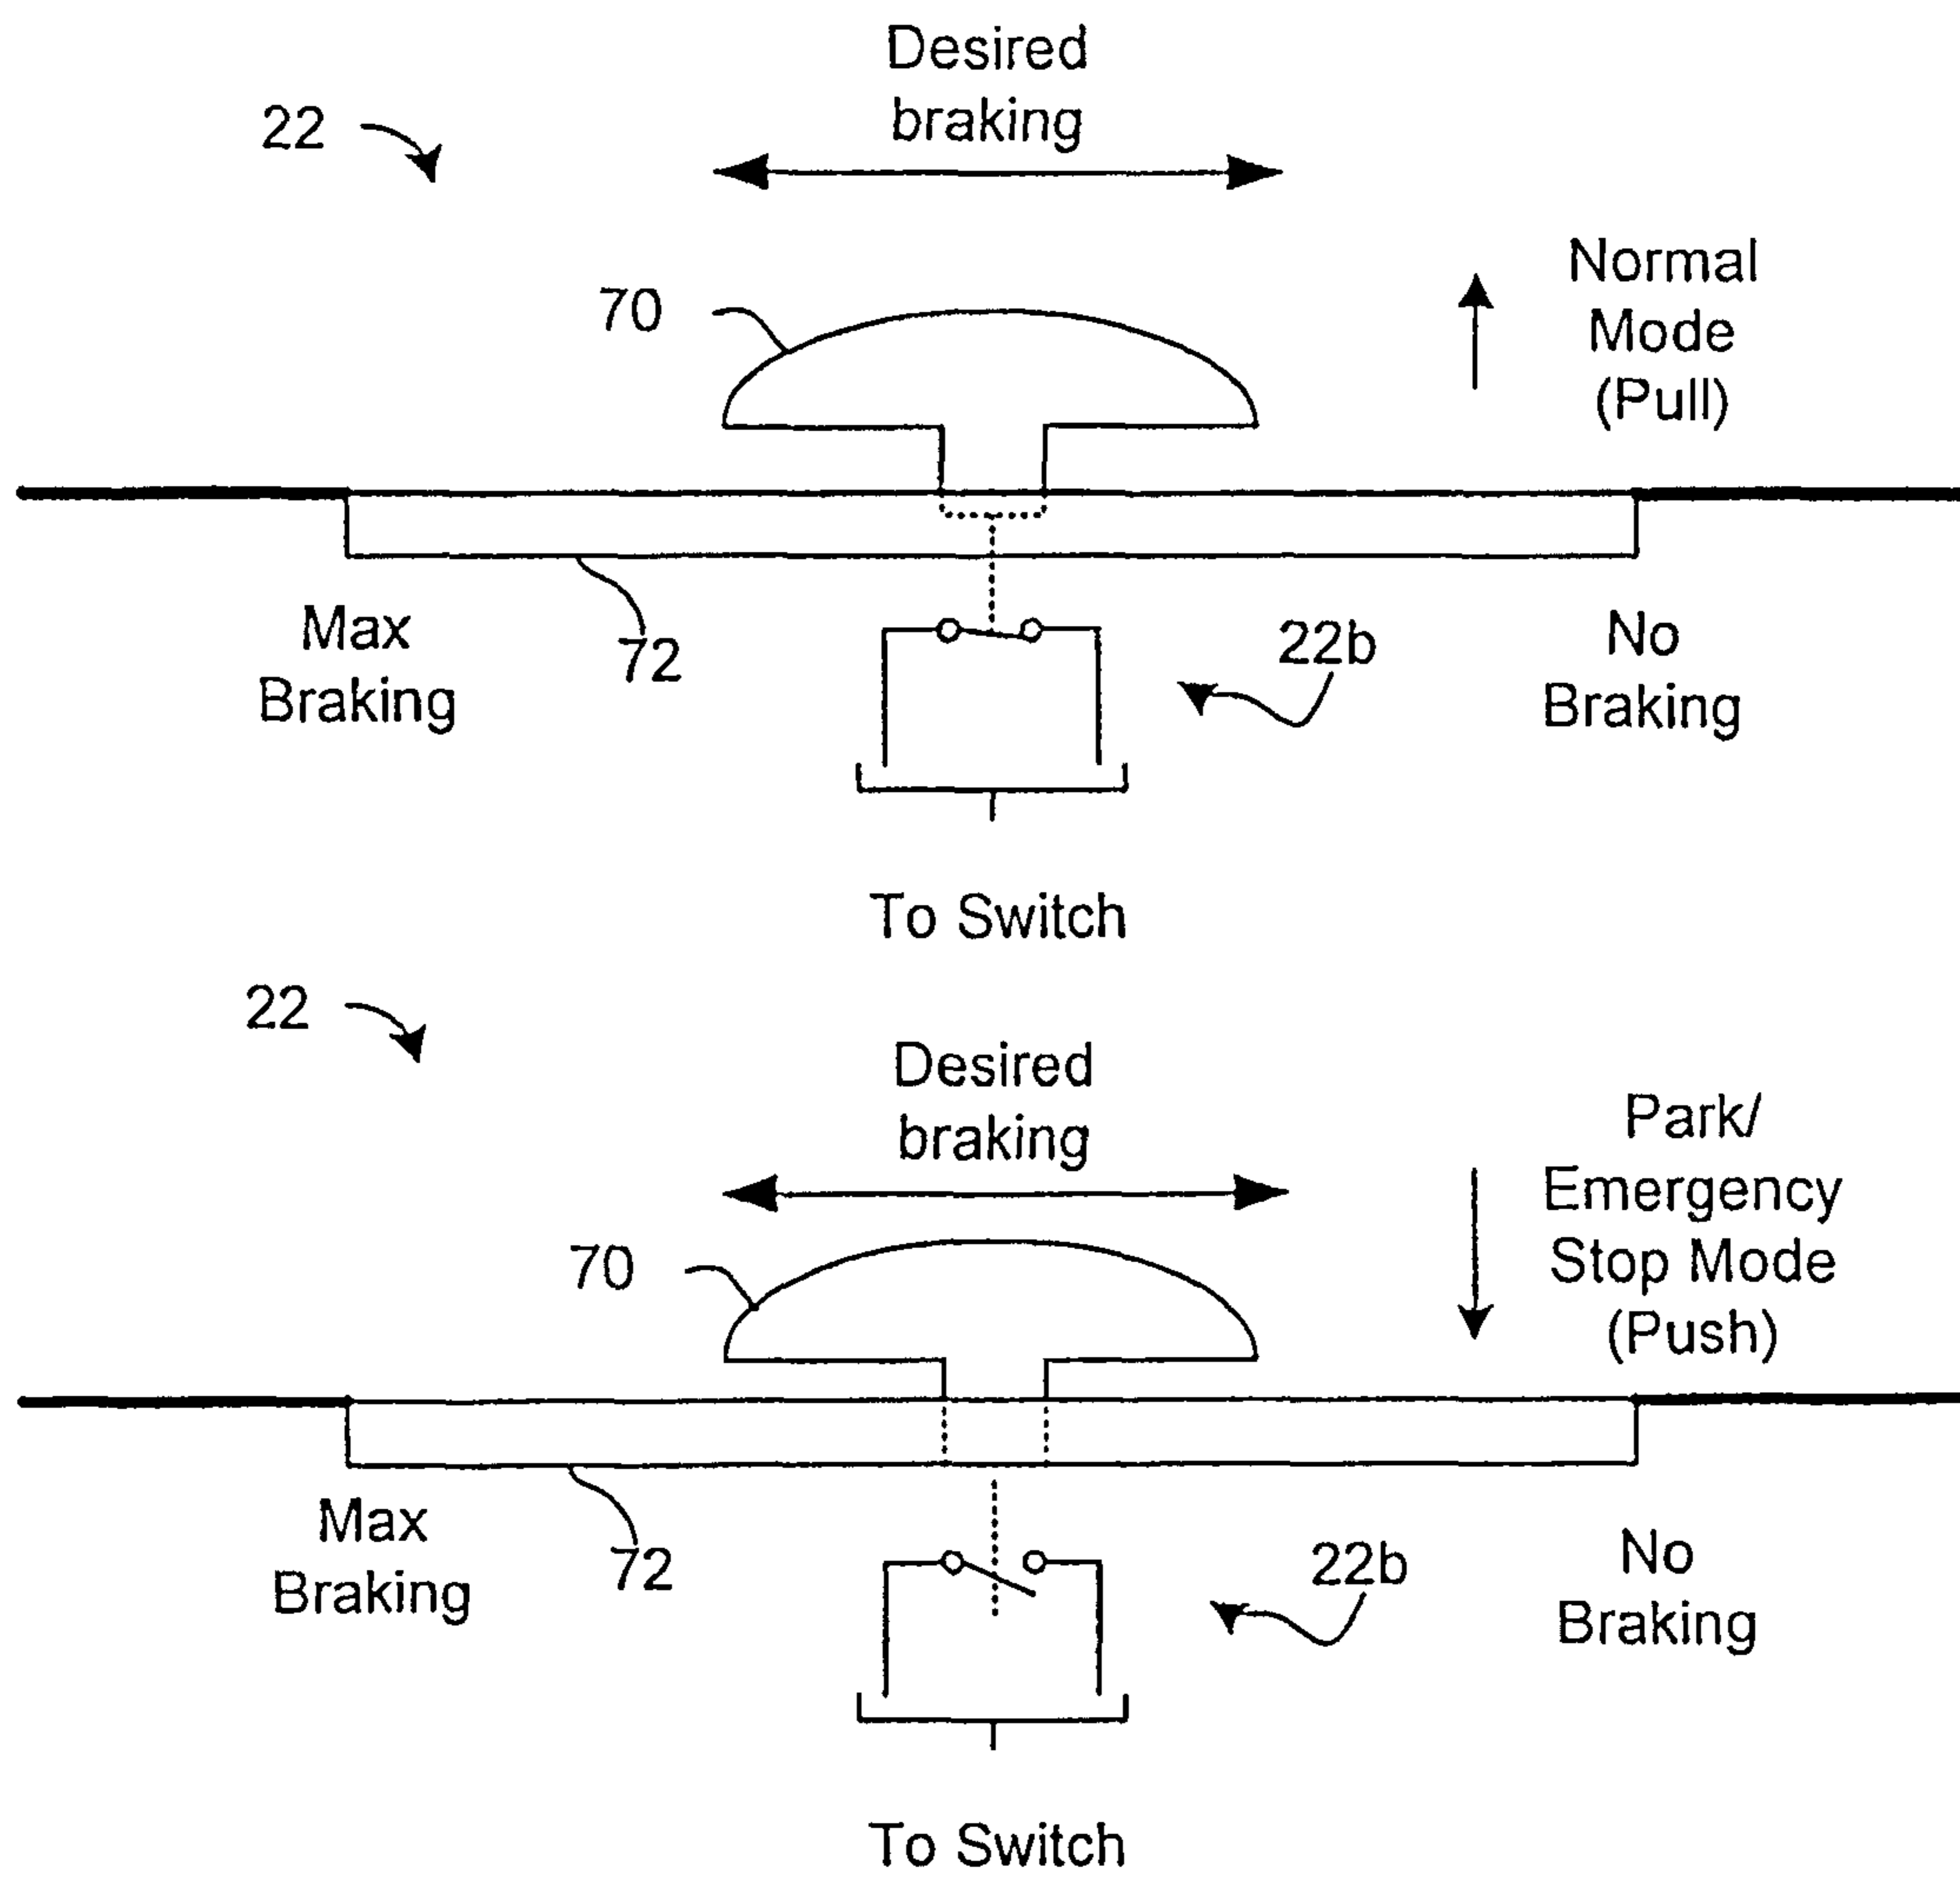 Desired
braking
22
Normal
Mode
(Pull)
70
Max
Braking
72
22b
No
Braking
To Switch
22
Desired
braking
Park/
Emergency
Stop Mode
(Push)
70
Max
Braking
72
22b
No
Braking
To Switch